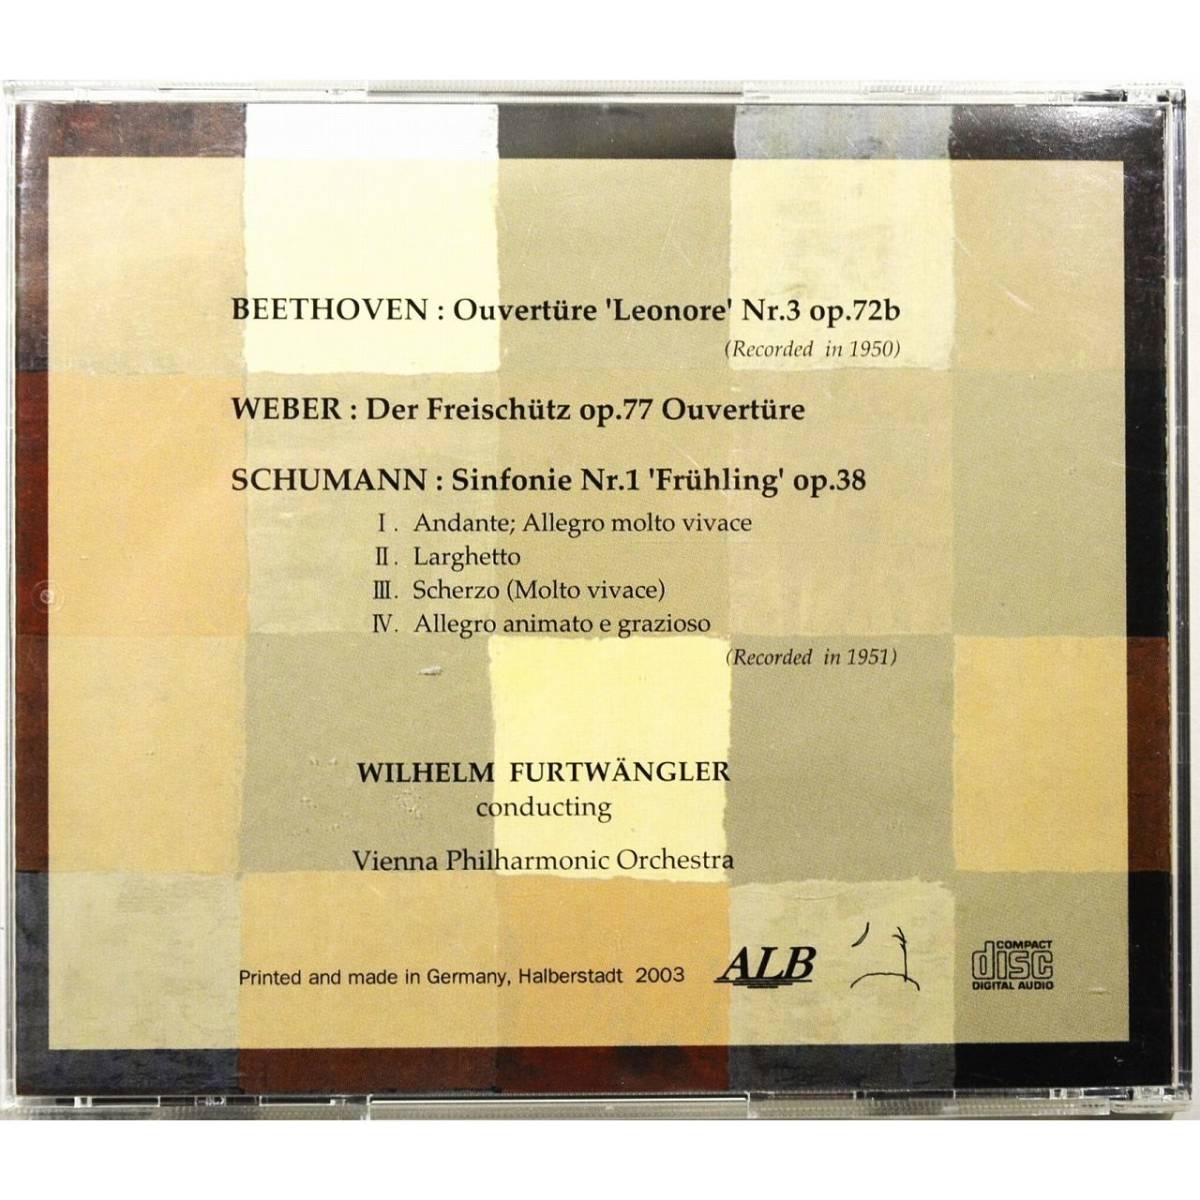 BEETHOVEN : Ouvertüre 'Leonore' Nr.3 op.72b
(Recorded in 1950)
WEBER : Der Freischütz op.77 Ouvertüre
SCHUMANN : Sinfonie Nr.1 'Frühling' op.38
I. Andante; Allegro molto vivace
II. Larghetto
III. Scherzo (Molto vivace)
IV. Allegro animato e grazioso
(Recorded in 1951)
WILHELM FURTWÄNGLER
conducting
Vienna Philharmonic Orchestra
Printed and made in Germany, Halberstadt 2003
ALB
COMPACT
disc
DIGITAL AUDIO